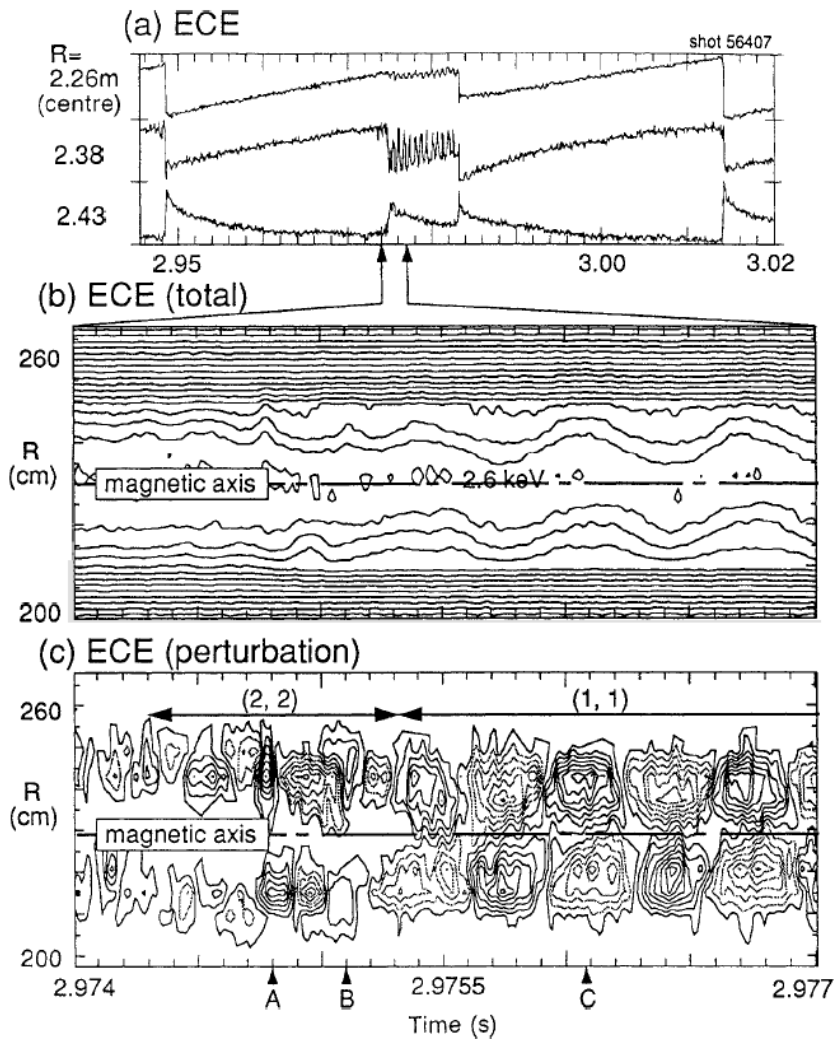 (a) ECE
shot 56407
R=
2.26m
(centre)
2.38
2.43
2.95
3.00
3.02
(b) ECE (total)
260
R
(cm)
magnetic axis
2.6 keV
200
(c) ECE (perturbation)
(2, 2)
(1, 1)
260
R
(cm)
magnetic axis
200
2.974
2.9755
2.977
A
B
C
Time (s)